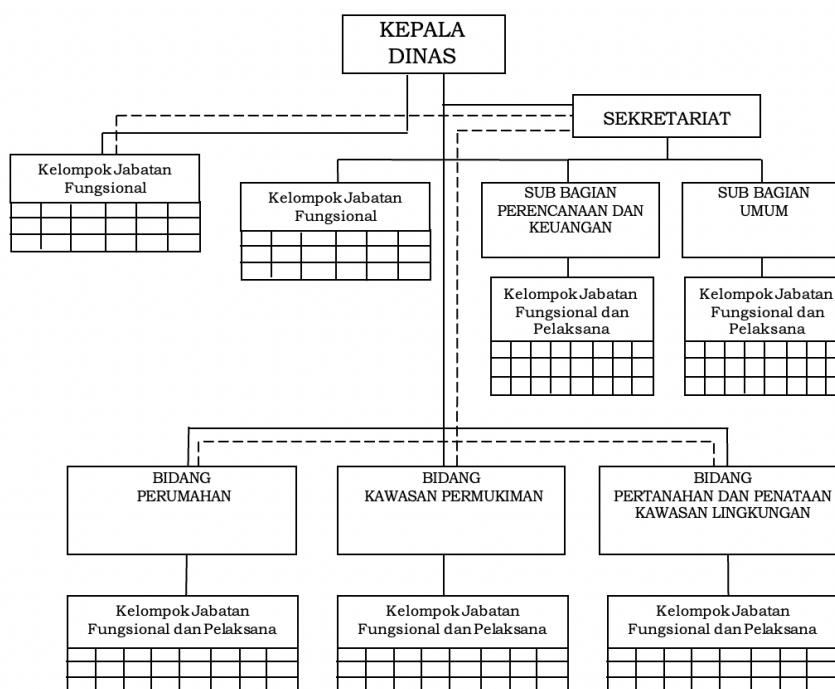 KEPALA
DINAS
SEKRETARIAT
Kelompok Jabatan
Fungsional
Kelompok Jabatan
Fungsional
SUB BAGIAN
PERENCANAAN DAN
KEUANGAN
SUB BAGIAN
UMUM
Kelompok Jabatan
Fungsional dan
Pelaksana
Kelompok Jabatan
Fungsional dan
Pelaksana
BIDANG
PERUMAHAN
BIDANG
KAWASAN PERMUKIMAN
BIDANG
PERTANAHAN DAN PENATAAN
KAWASAN LINGKUNGAN
Kelompok Jabatan
Fungsional dan Pelaksana
Kelompok Jabatan
Fungsional dan Pelaksana
Kelompok Jabatan
Fungsional dan Pelaksana